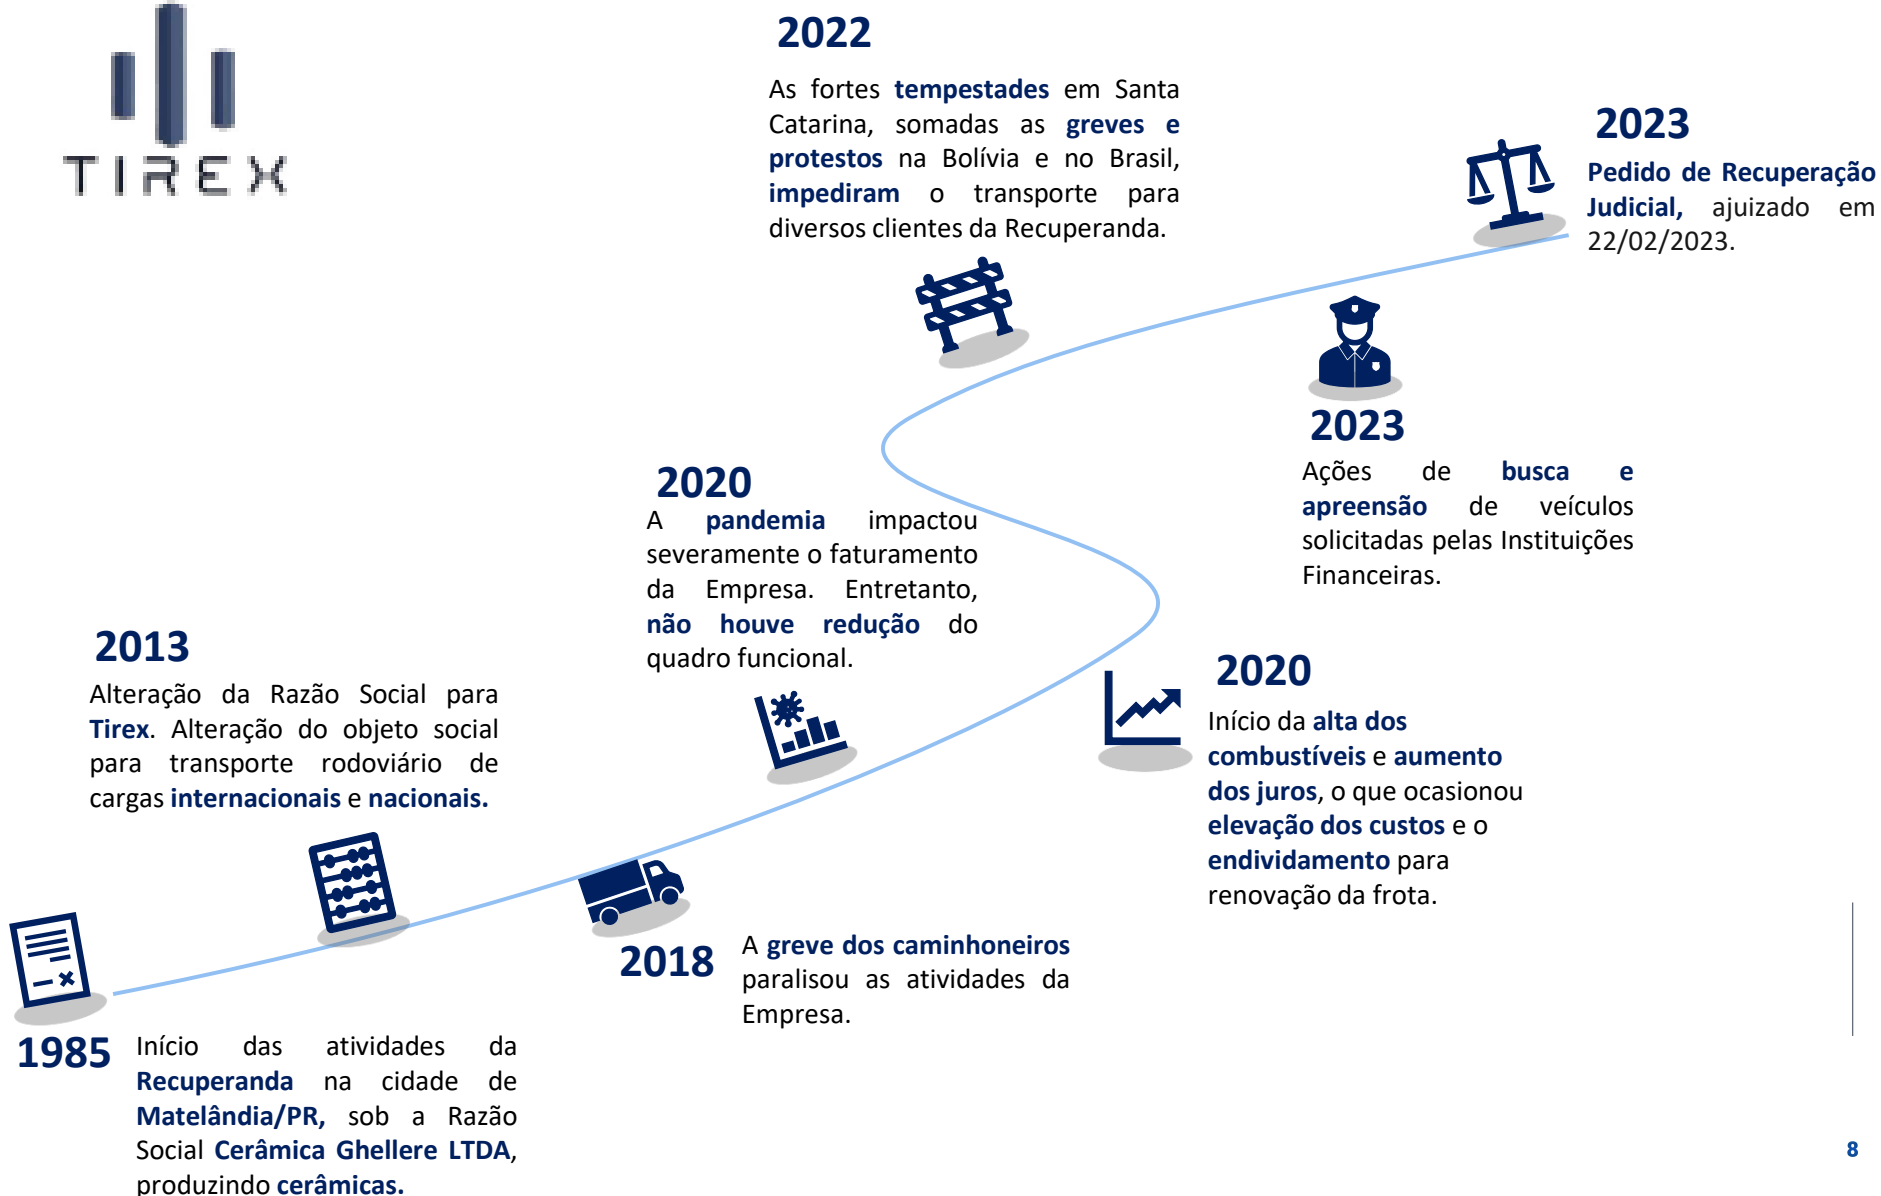 TIREX
2022
As fortes tempestades em Santa
Catarina, somadas as greves e
protestos na Bolívia e no Brasil,
impediram o transporte para
diversos clientes da Recuperanda.
2023
Pedido de Recuperação
Judicial, ajuizado em
22/02/2023.
2023
Ações de busca e
apreensão de veículos
solicitadas pelas Instituições
Financeiras.
2020
A pandemia impactou
severamente o faturamento
da Empresa. Entretanto,
não houve redução do
quadro funcional.
2013
Alteração da Razão Social para
Tirex. Alteração do objeto social
para transporte rodoviário de
cargas internacionais e nacionais.
2020
Início da alta dos
combustíveis e aumento
dos juros, o que ocasionou
elevação dos custos e o
endividamento para
renovação da frota.
2018
A greve dos caminhoneiros
paralisou as atividades da
Empresa.
1985
Início das atividades da
Recuperanda na cidade de
Matelândia/PR, sob a Razão
Social Cerâmica Ghellere LTDA,
produzindo cerâmicas.
8